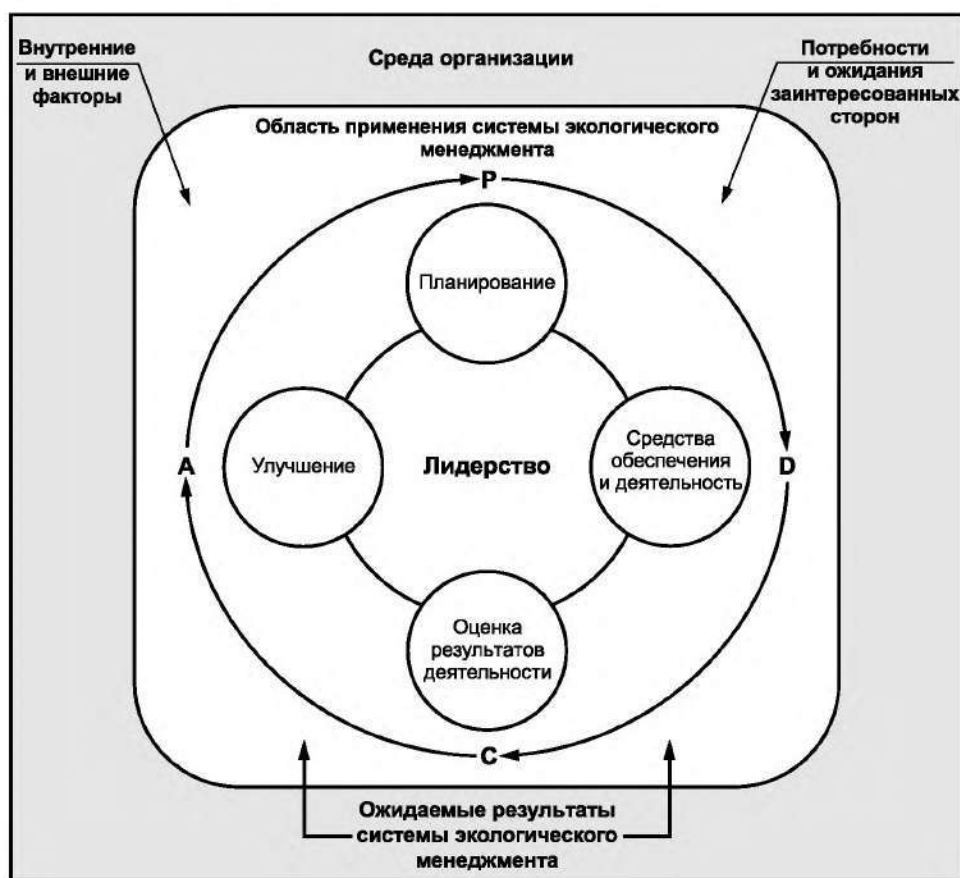 Внутренние
и внешние
факторы
Среда организации
Потребности
и ожидания
заинтересованных
сторон
Область применения системы экологического
менеджмента
P
Планирование
A
Улучшение
Лидерство
Средства
обеспечения
и деятельность
D
Оценка
результатов
деятельности
C
Ожидаемые результаты
системы экологического
менеджмента